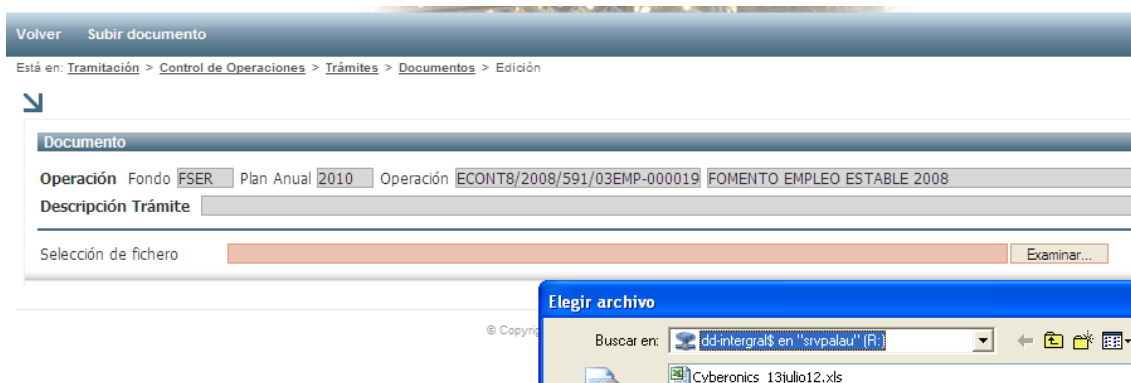 Volver Subir documento
Está en: Tramitación > Control de Operaciones > Trámites > Documentos > Edición
Documento
Operación Fondo FSER Plan Anual 2010 Operación ECONT8/2008/591/03EMP-000019 FOMENTO EMPLEO ESTABLE 2008
Descripción Trámite
Selección de fichero Examinar...
Elegir archivo
© Copyrig
Buscar en: dd-intergral$ en "srvpalau" (R:)
Cyberonics_13julio12.xls